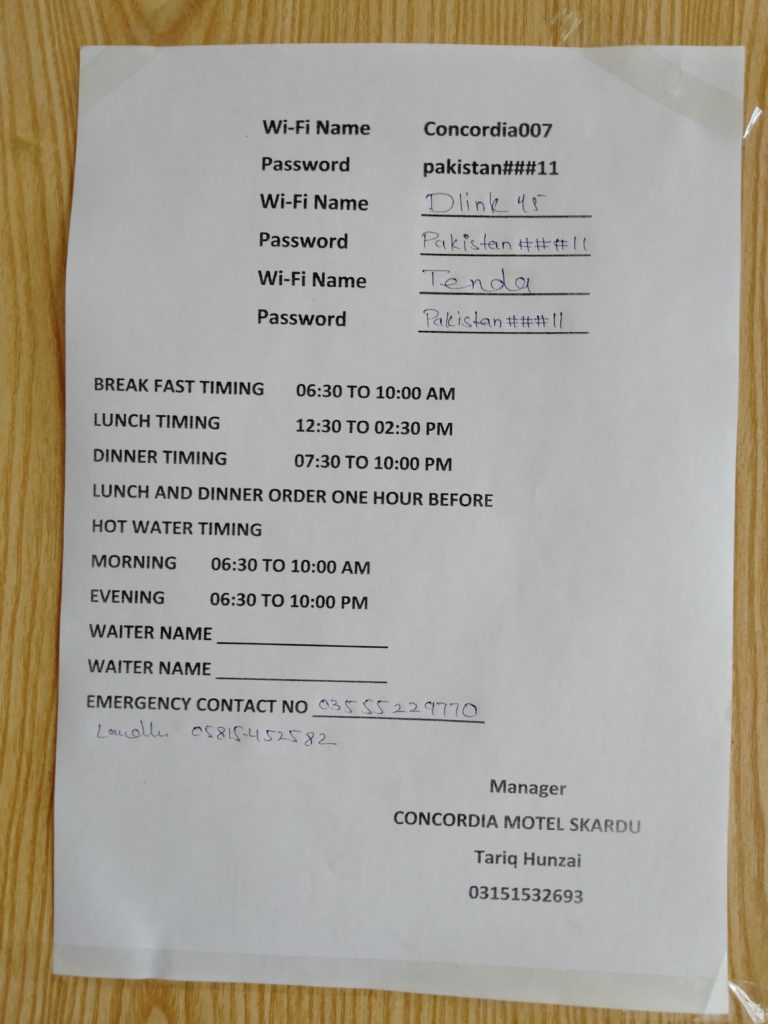 Wi-Fi Name Concordia007
Password pakistan###11
Wi-Fi Name Dlink 45
Password Pakistan###11
Wi-Fi Name Tenda
Password Pakistan###11
BREAK FAST TIMING 06:30 TO 10:00 AM
LUNCH TIMING 12:30 TO 02:30 PM
DINNER TIMING 07:30 TO 10:00 PM
LUNCH AND DINNER ORDER ONE HOUR BEFORE
HOT WATER TIMING
MORNING 06:30 TO 10:00 AM
EVENING 06:30 TO 10:00 PM
WAITER NAME
WAITER NAME
EMERGENCY CONTACT NO 03555229770
05815-452582
Manager
CONCORDIA MOTEL SKARDU
Tariq Hunzai
03151532693